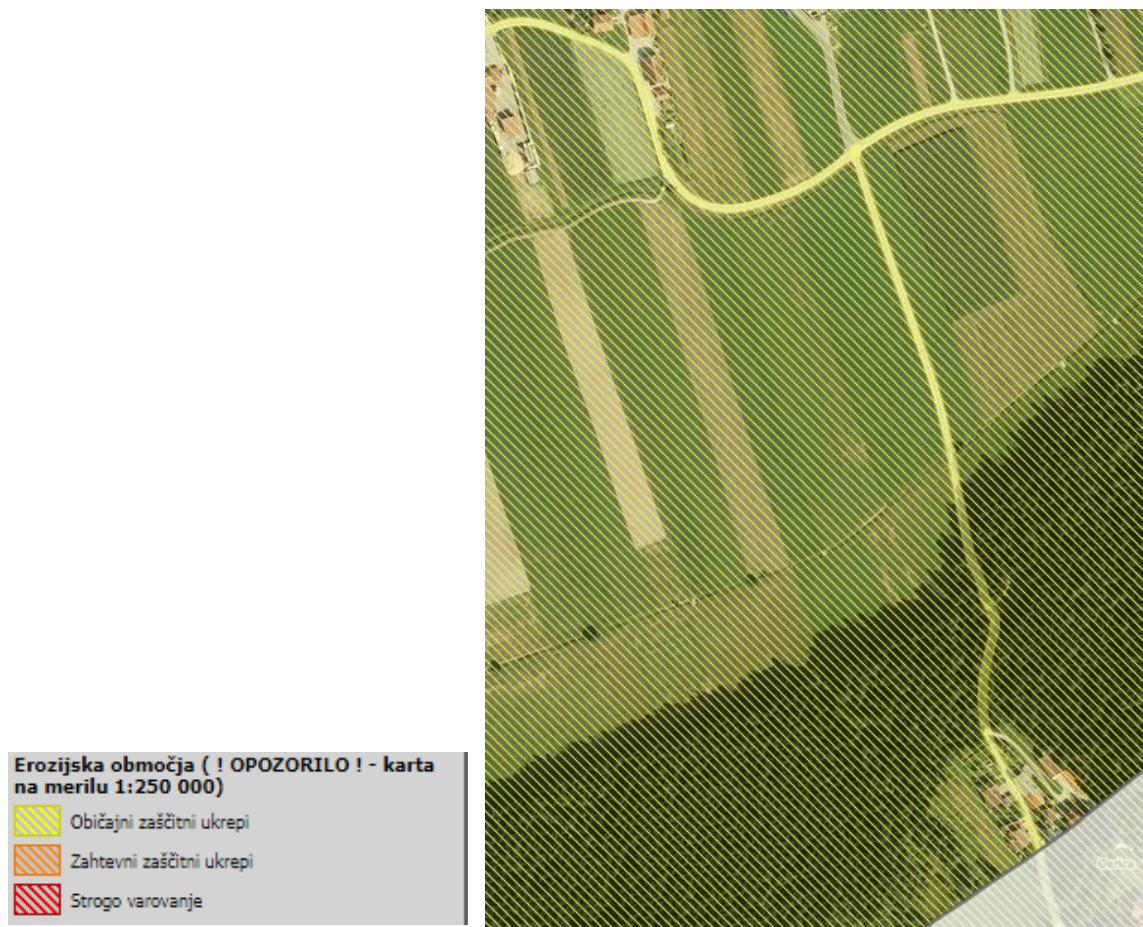 Erozijska območja ( ! OPOZORILO ! - karta
na merilu 1:250 000)
Običajni zaščitni ukrepi
Zahtevni zaščitni ukrepi
Strogo varovanje